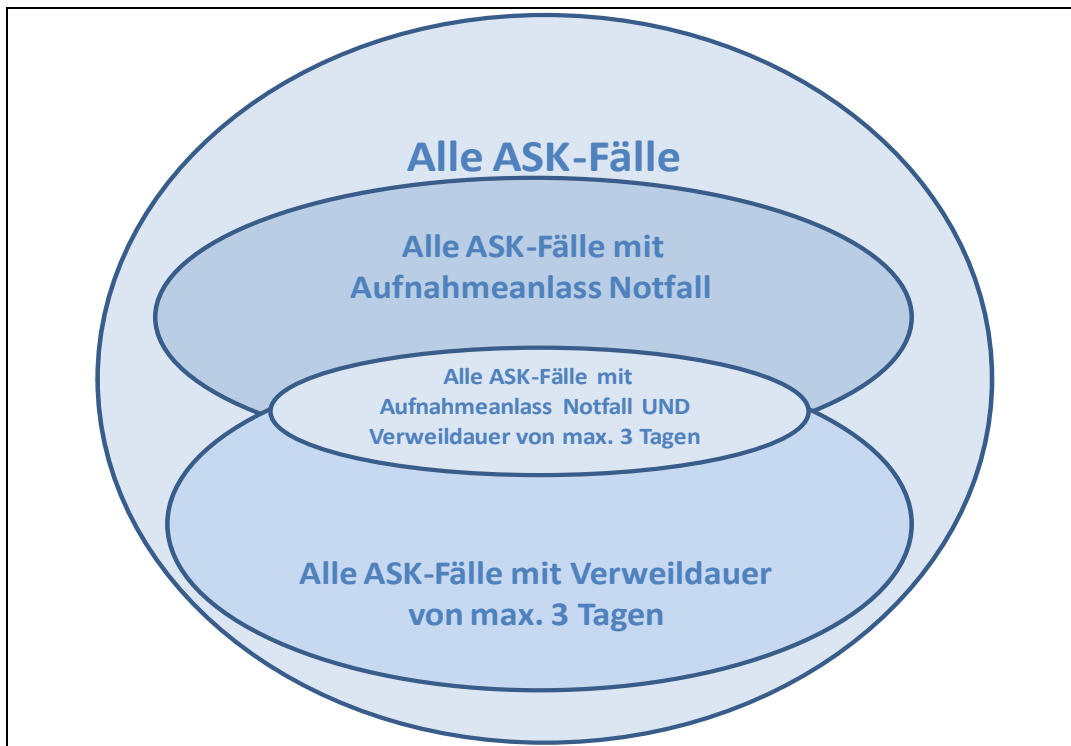 Alle ASK-Fälle
Alle ASK-Fälle mit
Aufnahmeanlass Notfall
Alle ASK-Fälle mit
Aufnahmeanlass Notfall UND
Verweildauer von max. 3 Tagen
Alle ASK-Fälle mit Verweildauer
von max. 3 Tagen